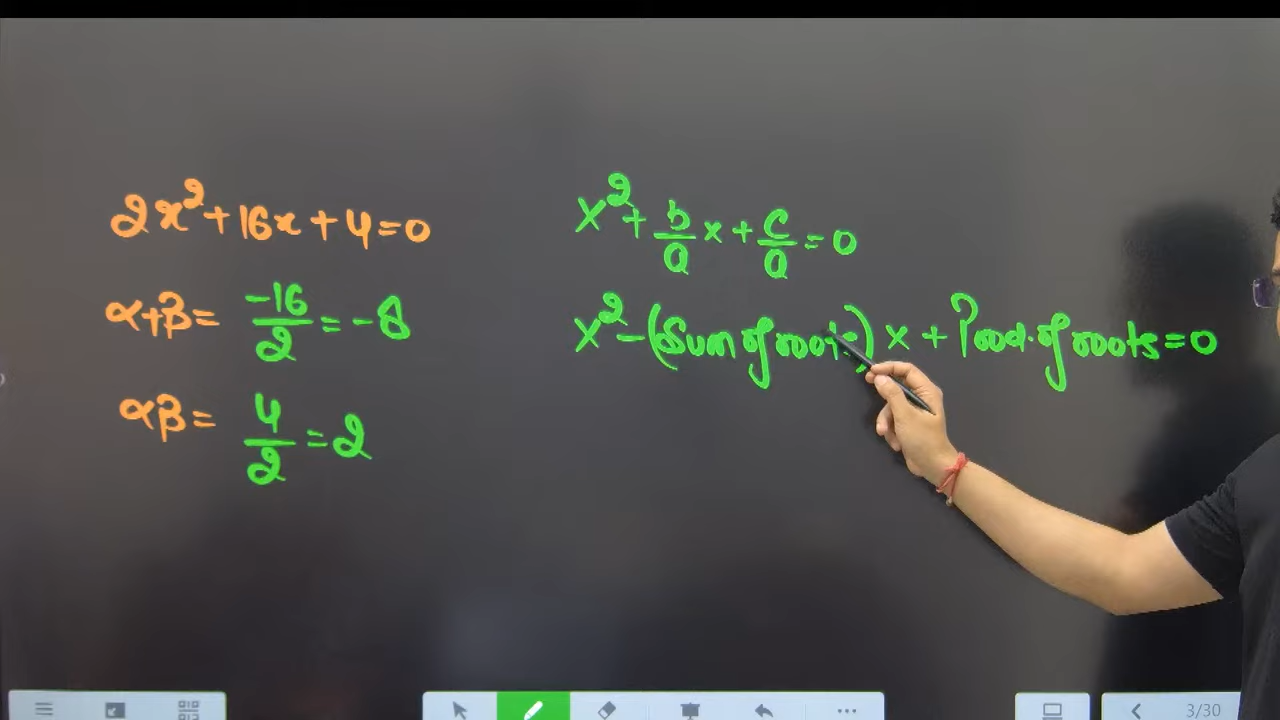 2x²+16x+4=0
α+β= -16/2 = -8
αβ= 4/2 = 2
x²+ b/a x + c/a = 0
x² - (Sum of roots) x + Prod. of roots = 0
3/30